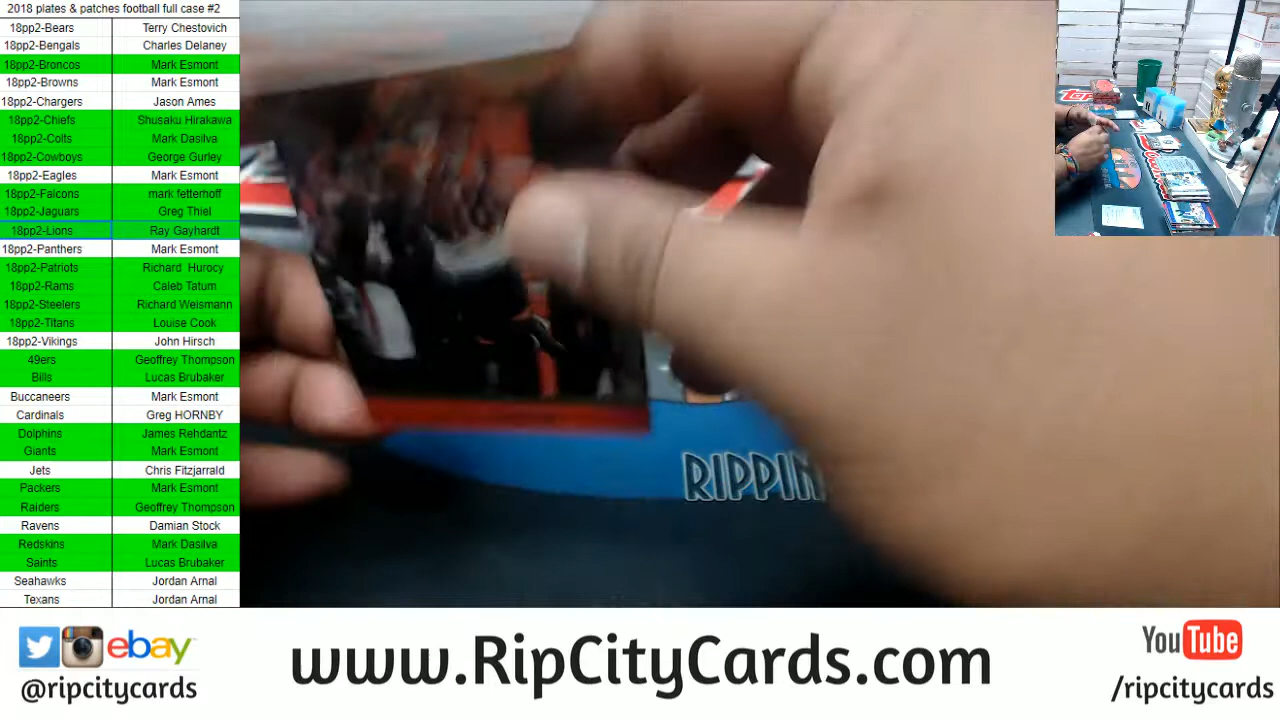 2018 plates & patches football full case #2
18pp2-Bears Terry Chestovich
18pp2-Bengals Charles Delaney
18pp2-Broncos Mark Esmont
18pp2-Browns Mark Esmont
18pp2-Chargers Jason Ames
18pp2-Chiefs Shusaku Hirakawa
18pp2-Colts Mark Dasilva
18pp2-Cowboys George Gurley
18pp2-Eagles Mark Esmont
18pp2-Falcons mark fetterhoff
18pp2-Jaguars Greg Thiel
18pp2-Lions Ray Gayhardt
18pp2-Panthers Mark Esmont
18pp2-Patriots Richard Hurocy
18pp2-Rams Caleb Tatum
18pp2-Steelers Richard Weismann
18pp2-Titans Louise Cook
18pp2-Vikings John Hirsch
49ers Geoffrey Thompson
Bills Lucas Brubaker
Buccaneers Mark Esmont
Cardinals Greg HORNBY
Dolphins James Rehdantz
Giants Mark Esmont
Jets Chris Fitzjarrald
Packers Mark Esmont
Raiders Geoffrey Thompson
Ravens Damian Stock
Redskins Mark Dasilva
Saints Lucas Brubaker
Seahawks Jordan Arnal
Texans Jordan Arnal
RIPPIN
ebay
@ripcitycards
www.RipCityCards.com
YouTube
/ripcitycards